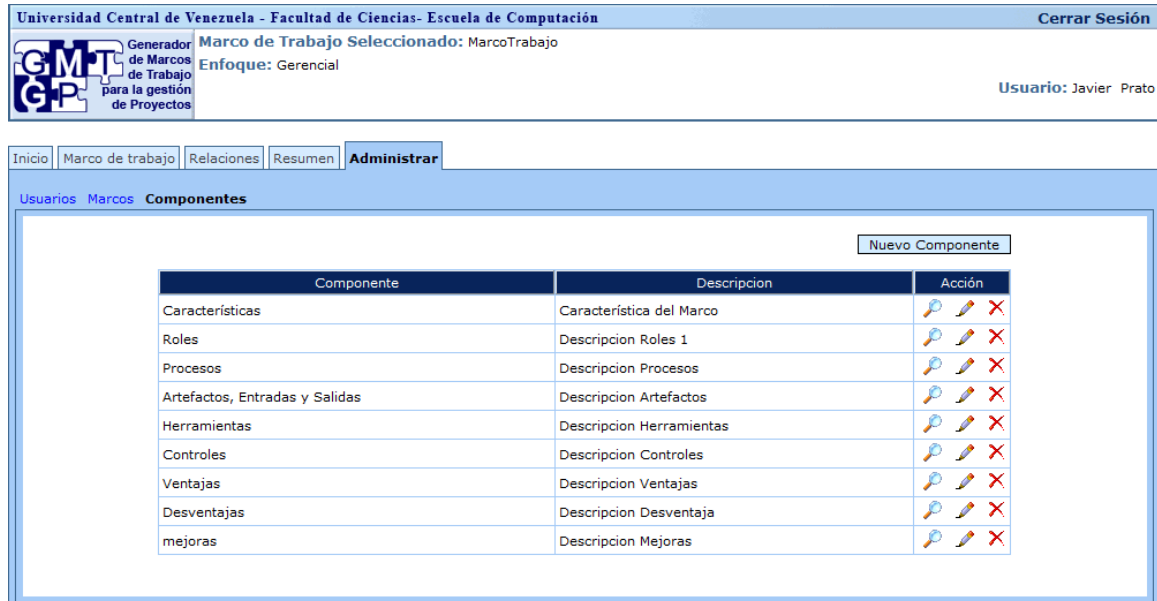 Universidad Central de Venezuela - Facultad de Ciencias- Escuela de Computación Cerrar Sesión
GMT GP
Generador de Marcos de Trabajo para la gestión de Proyectos
Marco de Trabajo Seleccionado: MarcoTrabajo
Enfoque: Gerencial
Usuario: Javier Prato
Inicio Marco de trabajo Relaciones Resumen Administrar
Usuarios Marcos Componentes
Nuevo Componente
Componente Descripcion Acción
Características Característica del Marco
Roles Descripcion Roles 1
Procesos Descripcion Procesos
Artefactos, Entradas y Salidas Descripcion Artefactos
Herramientas Descripcion Herramientas
Controles Descripcion Controles
Ventajas Descripcion Ventajas
Desventajas Descripcion Desventaja
mejoras Descripcion Mejoras